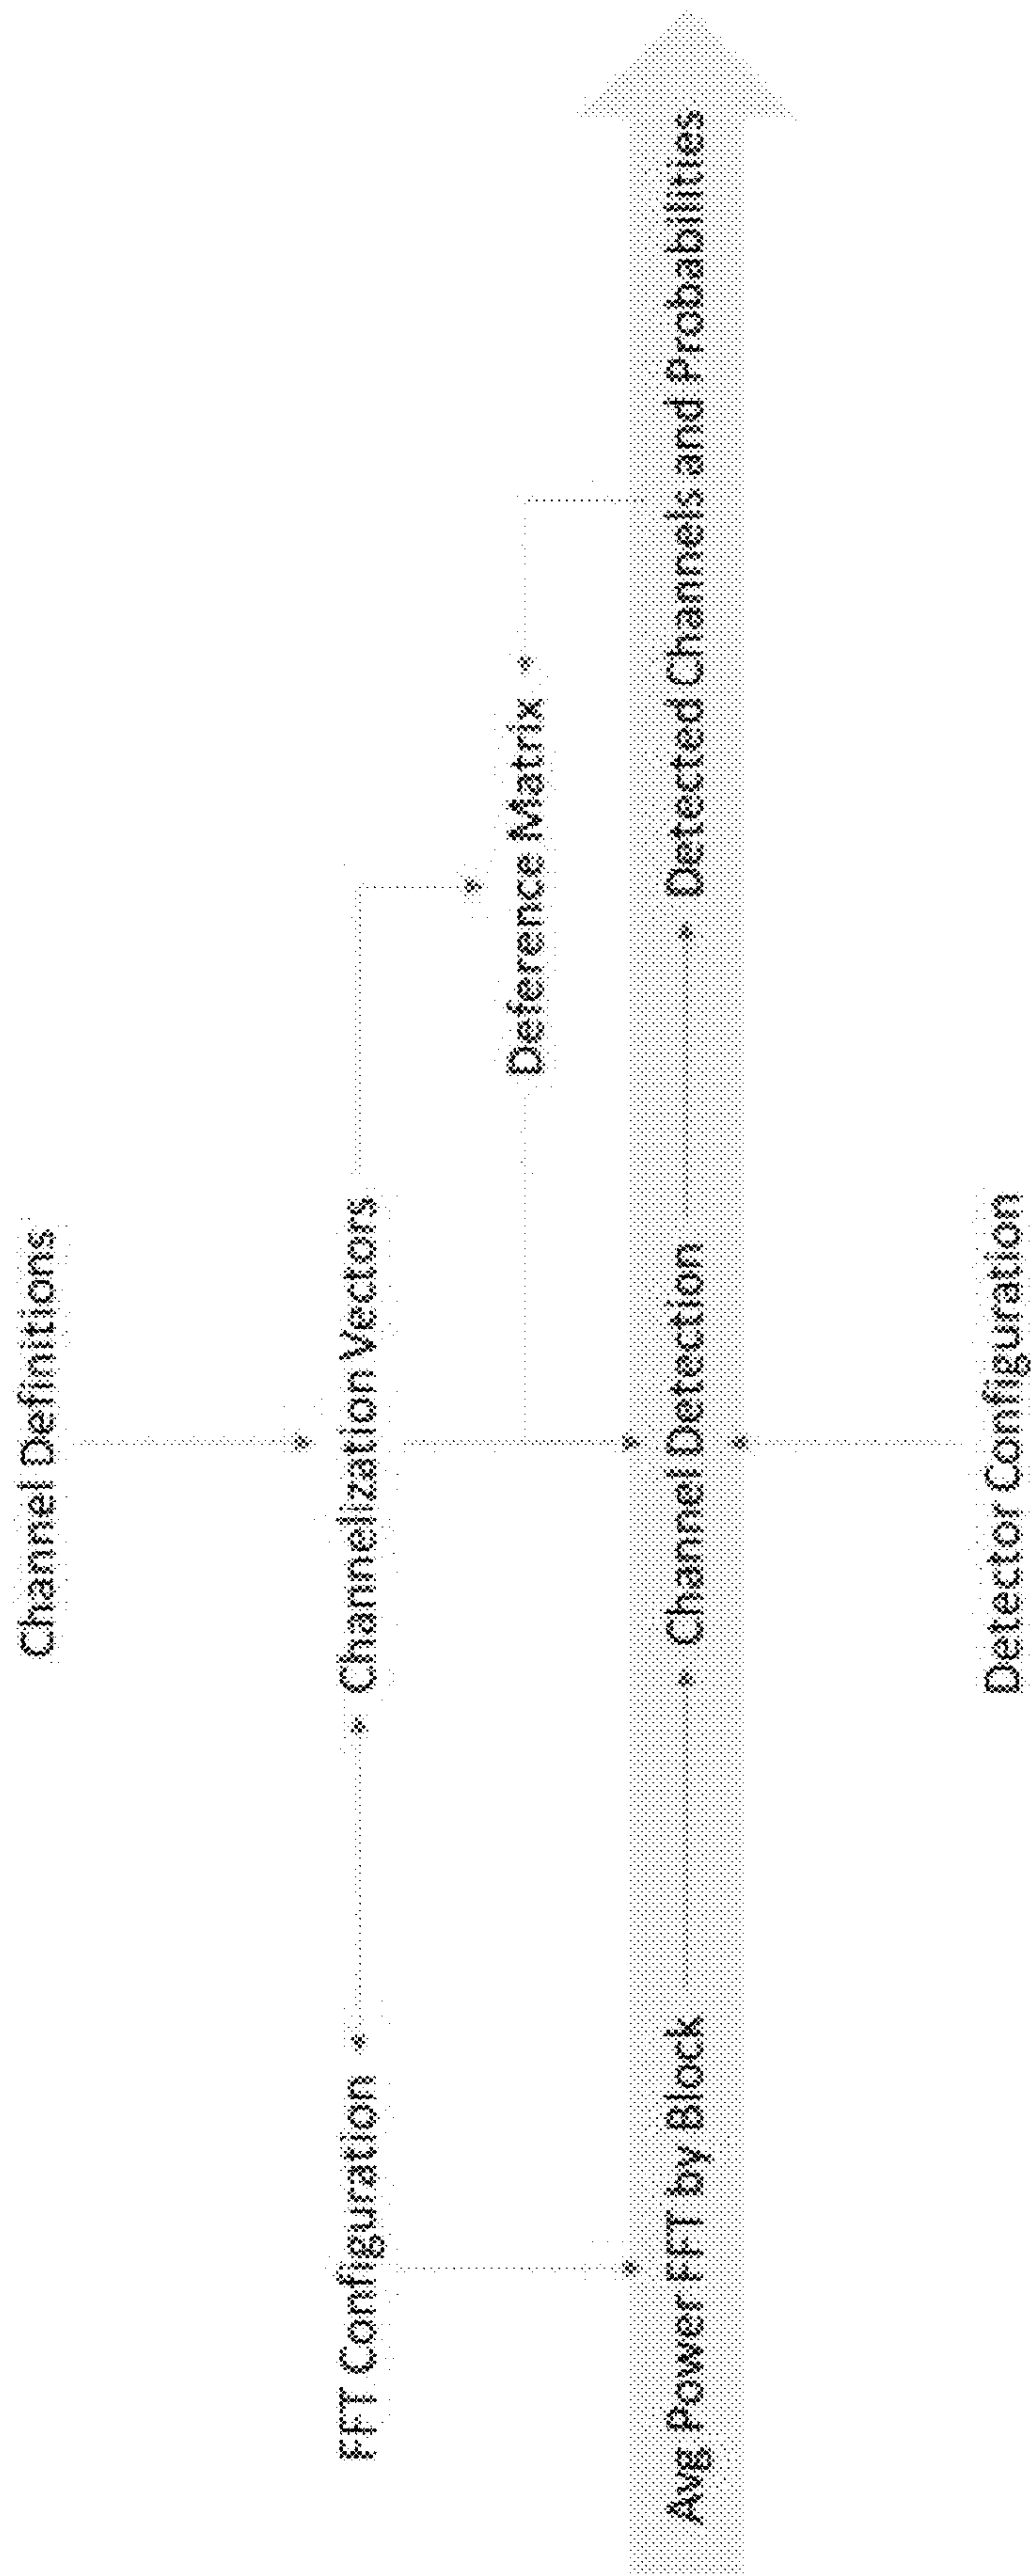 Channel Definitions
FFT Configuration
Channelization Vectors
Deference Matrix
Avg Power FFT by Block
Channel Detection
Detected Channels and Probabilities
Detector Configuration